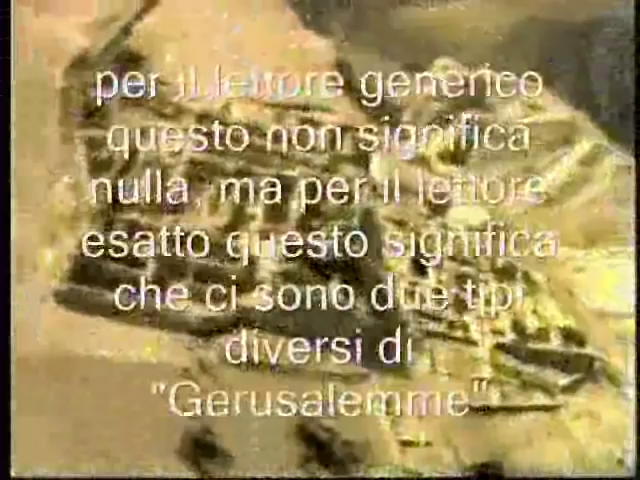 per il lettore generico
questo non significa
nulla, ma per il lettore
esatto questo significa
che ci sono due tipi
diversi di
"Gerusalemme"